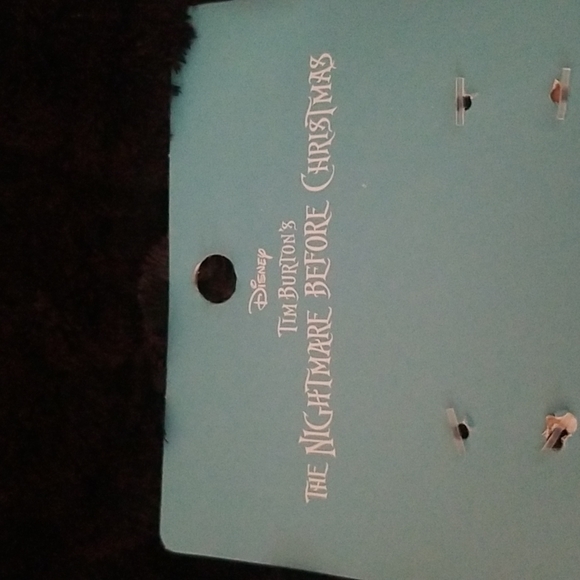 Disney
Tim Burton's
The Nightmare Before Christmas